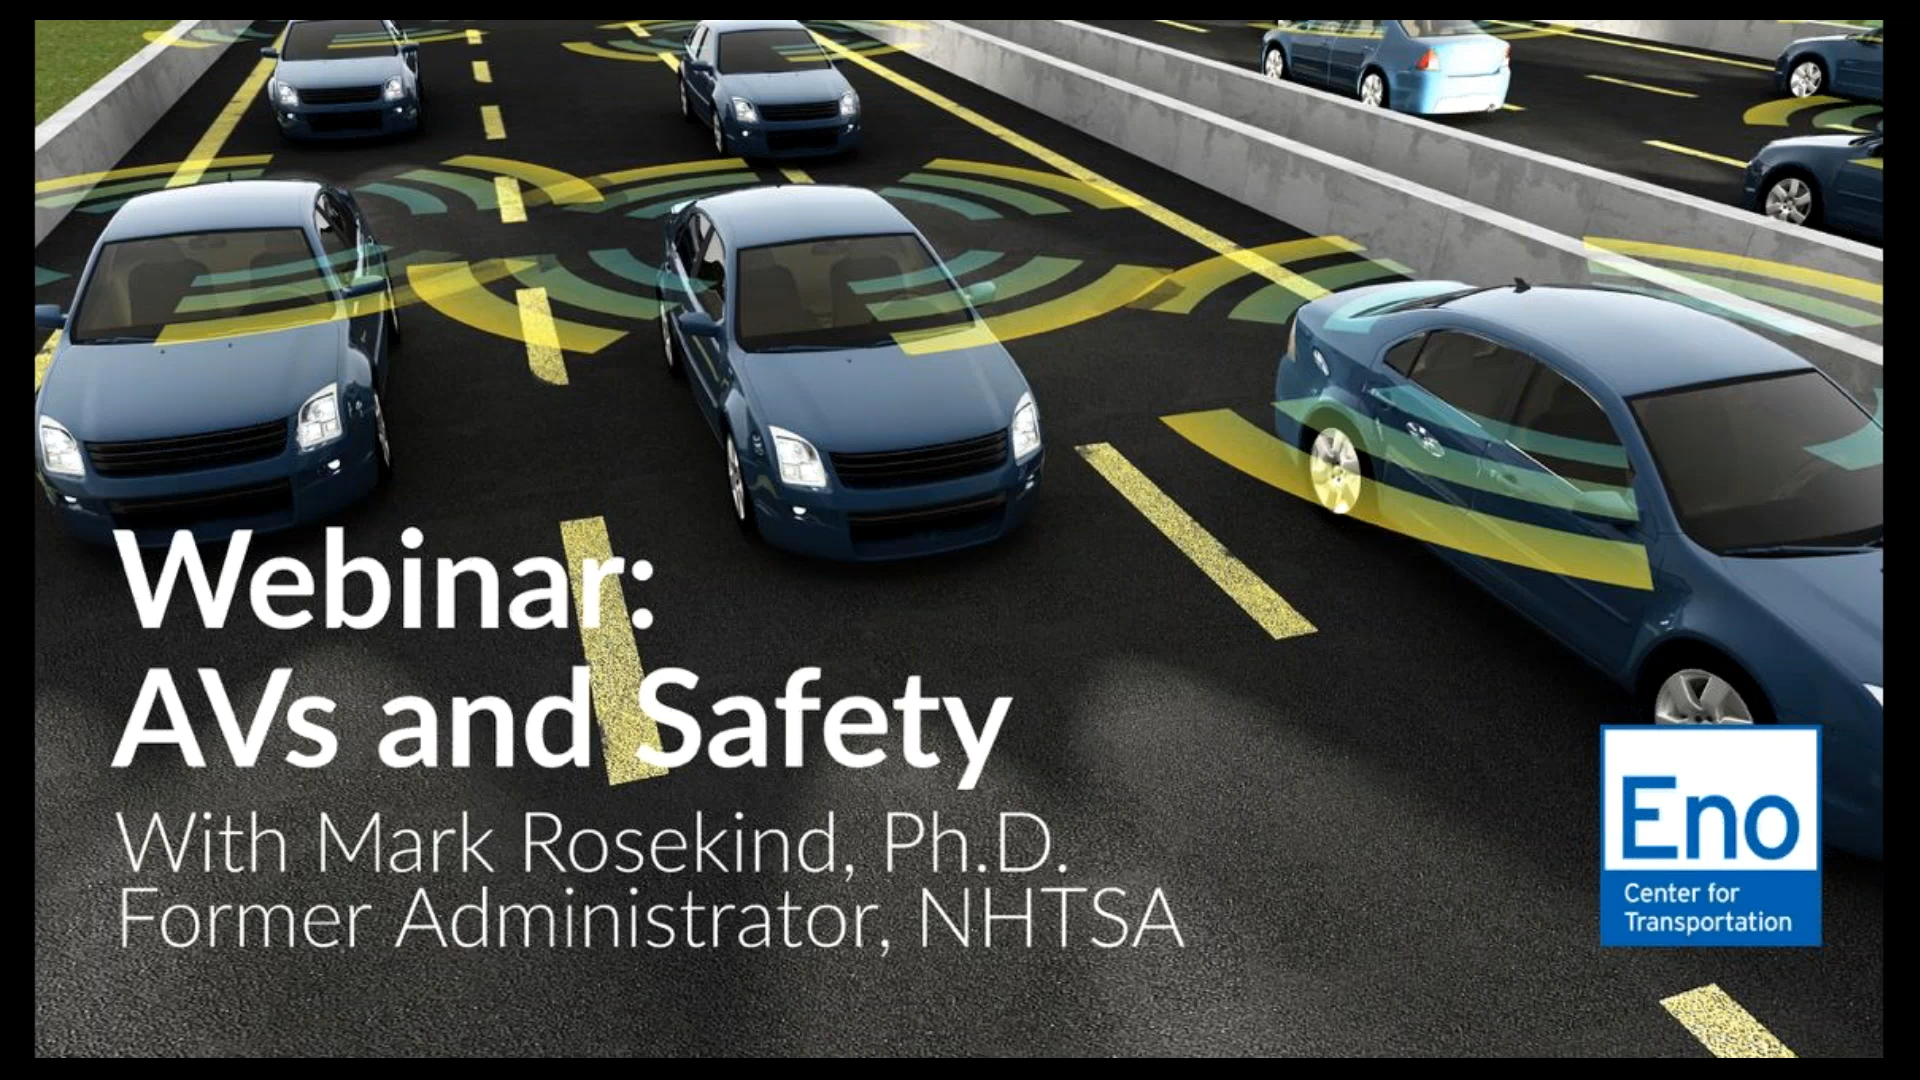 Webinar:
AVs and Safety
With Mark Rosekind, Ph.D.
Former Administrator, NHTSA
Eno
Center for
Transportation